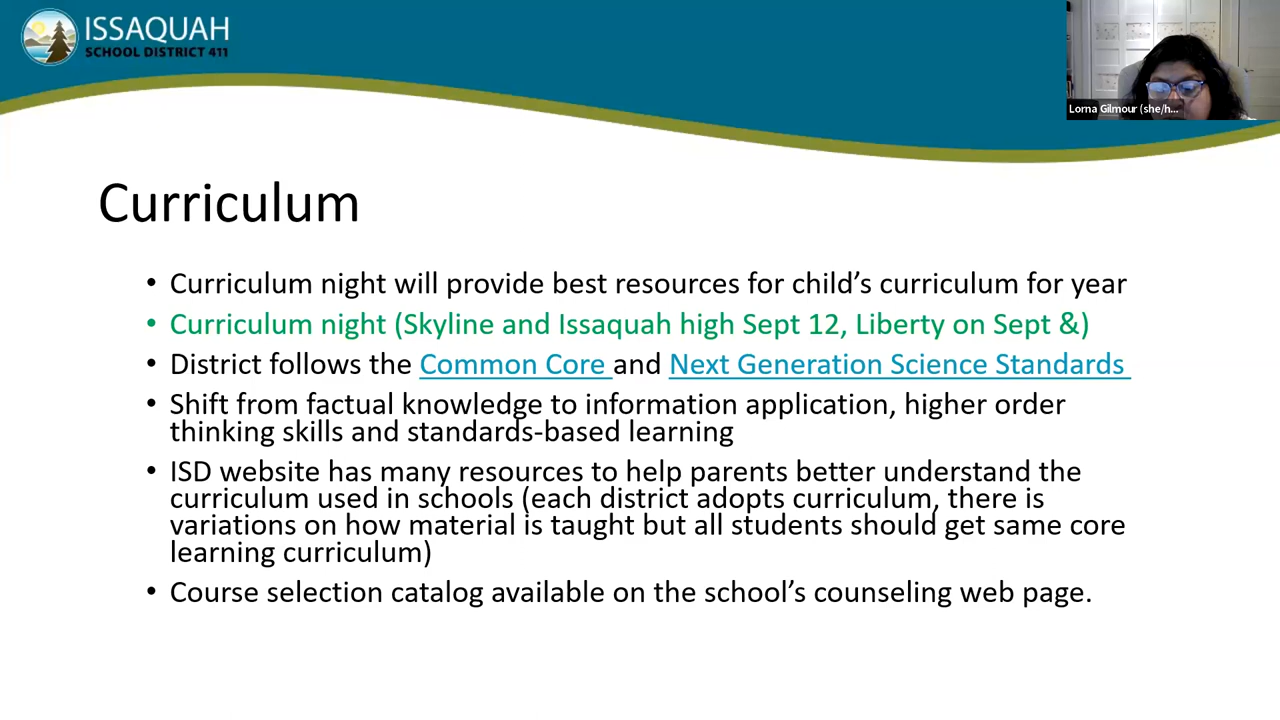 ISSAQUAH
SCHOOL DISTRICT 411
Lorna Gilmour (she/h...
Curriculum
• Curriculum night will provide best resources for child’s curriculum for year
• Curriculum night (Skyline and Issaquah high Sept 12, Liberty on Sept &)
• District follows the Common Core and Next Generation Science Standards
• Shift from factual knowledge to information application, higher order
thinking skills and standards-based learning
• ISD website has many resources to help parents better understand the
curriculum used in schools (each district adopts curriculum, there is
variations on how material is taught but all students should get same core
learning curriculum)
• Course selection catalog available on the school’s counseling web page.